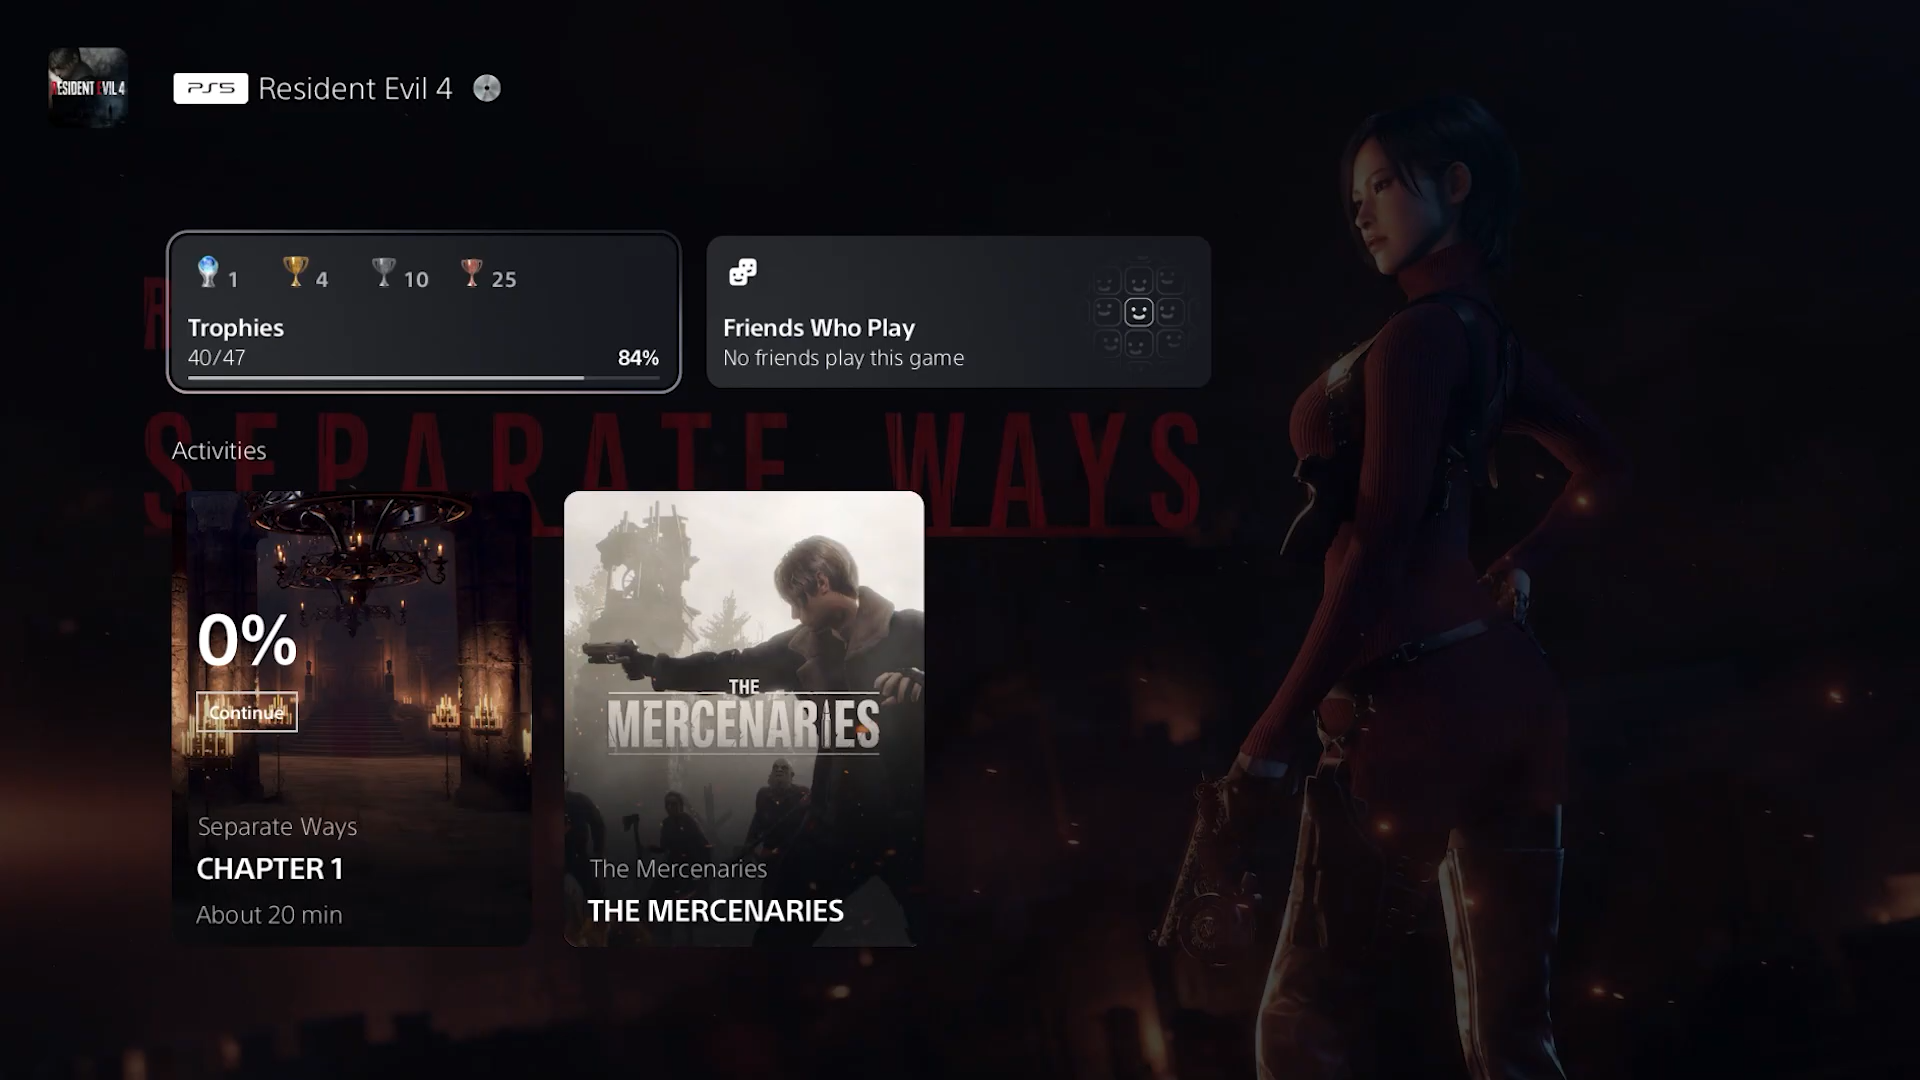 RESIDENT EVIL 4
PS5 Resident Evil 4
1 4 10 25
Trophies
40/47 84%
Friends Who Play
No friends play this game
SEPARATE WAYS
Activities
0%
Continue
Separate Ways
CHAPTER 1
About 20 min
THE
MERCENARIES
The Mercenaries
THE MERCENARIES